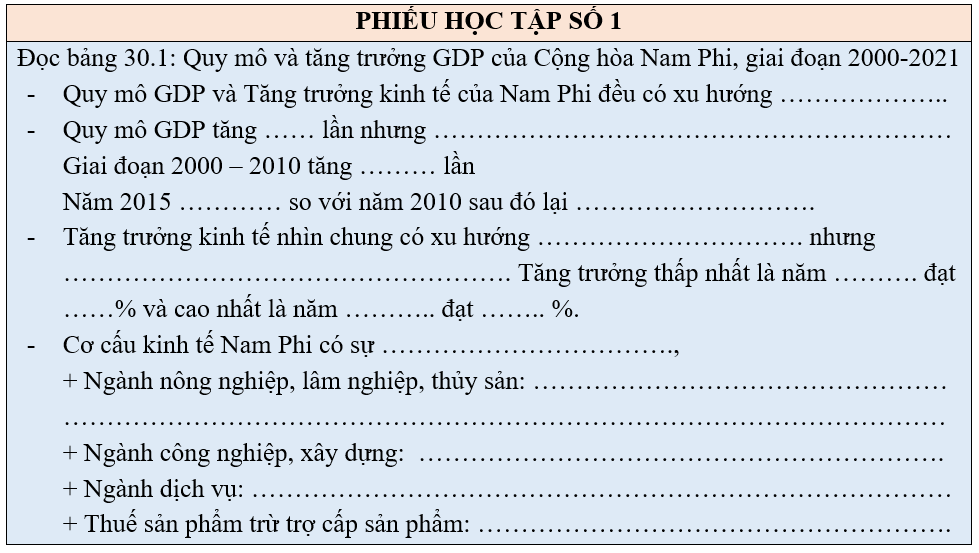 PHIẾU HỌC TẬP SỐ 1
Đọc bảng 30.1: Quy mô và tăng trưởng GDP của Cộng hòa Nam Phi, giai đoạn 2000-2021
- Quy mô GDP và Tăng trưởng kinh tế của Nam Phi đều có xu hướng ………………..
- Quy mô GDP tăng …… lần nhưng ……………………………………………………
Giai đoạn 2000 – 2010 tăng ……… lần
Năm 2015 ………… so với năm 2010 sau đó lại ……………………….
- Tăng trưởng kinh tế nhìn chung có xu hướng …………………………. nhưng
……………………………………………. Tăng trưởng thấp nhất là năm ………. đạt
……% và cao nhất là năm ……….. đạt …….. %.
- Cơ cấu kinh tế Nam Phi có sự …………………………….,
+ Ngành nông nghiệp, lâm nghiệp, thủy sản: …………………………………………
…………………………………………………………………………………………
+ Ngành công nghiệp, xây dựng: …………………………………………………….
+ Ngành dịch vụ: ………………………………………………………………………
+ Thuế sản phẩm trừ trợ cấp sản phẩm: ……………………………………………….